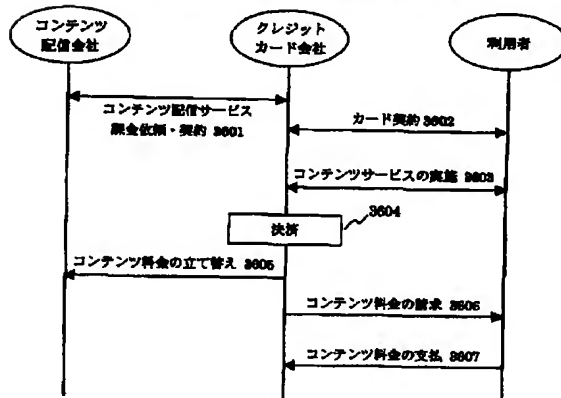 コンテンツ
配信会社
クレジット
カード会社
利用者
コンテンツ配信サービス
課金依頼・契約 3601
カード契約 3602
コンテンツサービスの実施 3603
3604
決済
コンテンツ料金の立て替え 3605
コンテンツ料金の請求 3606
コンテンツ料金の支払 3607